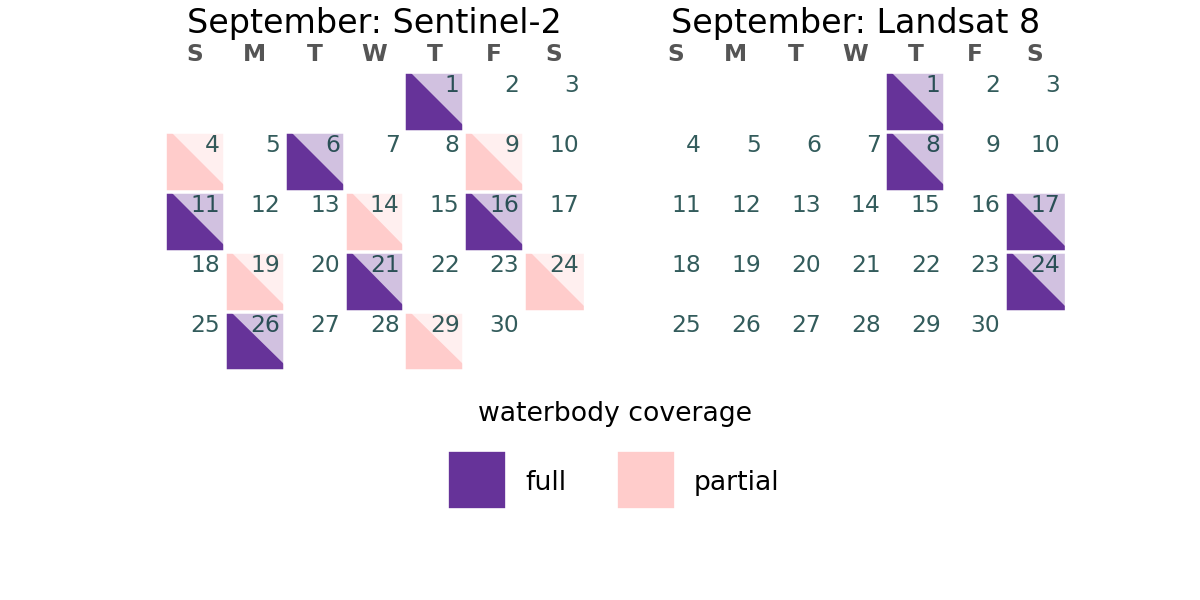 September: Sentinel-2
S M T W T F S
1 2 3
4 5 6 7 8 9 10
11 12 13 14 15 16 17
18 19 20 21 22 23 24
25 26 27 28 29 30
September: Landsat 8
S M T W T F S
1 2 3
4 5 6 7 8 9 10
11 12 13 14 15 16 17
18 19 20 21 22 23 24
25 26 27 28 29 30
waterbody coverage
full partial